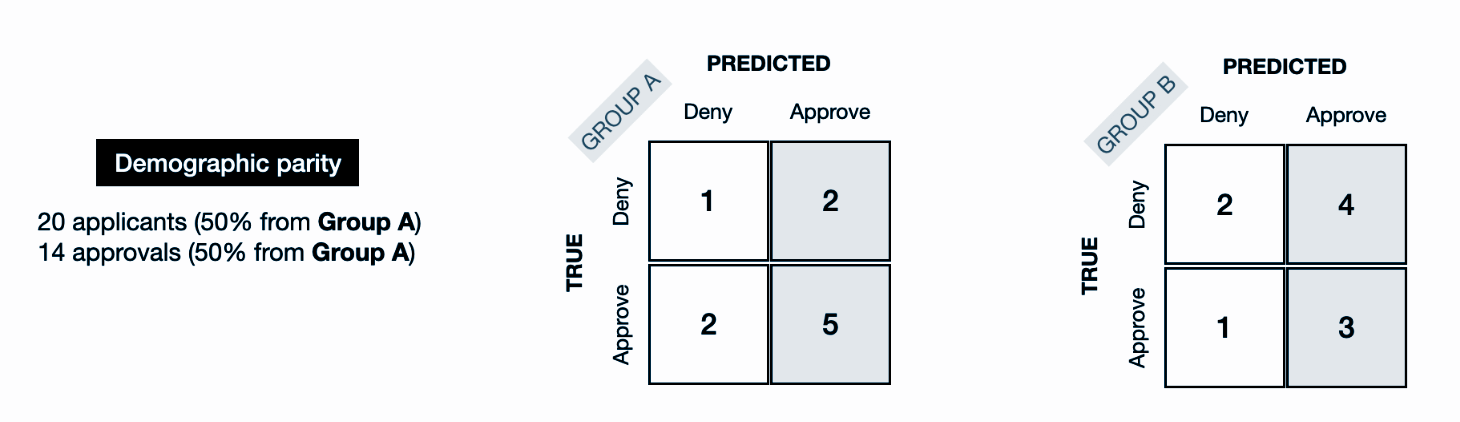 Demographic parity
20 applicants (50% from Group A)
14 approvals (50% from Group A)
GROUP A
PREDICTED
Deny Approve
TRUE
Deny
1 2
Approve
2 5
GROUP B
PREDICTED
Deny Approve
TRUE
Deny
2 4
Approve
1 3